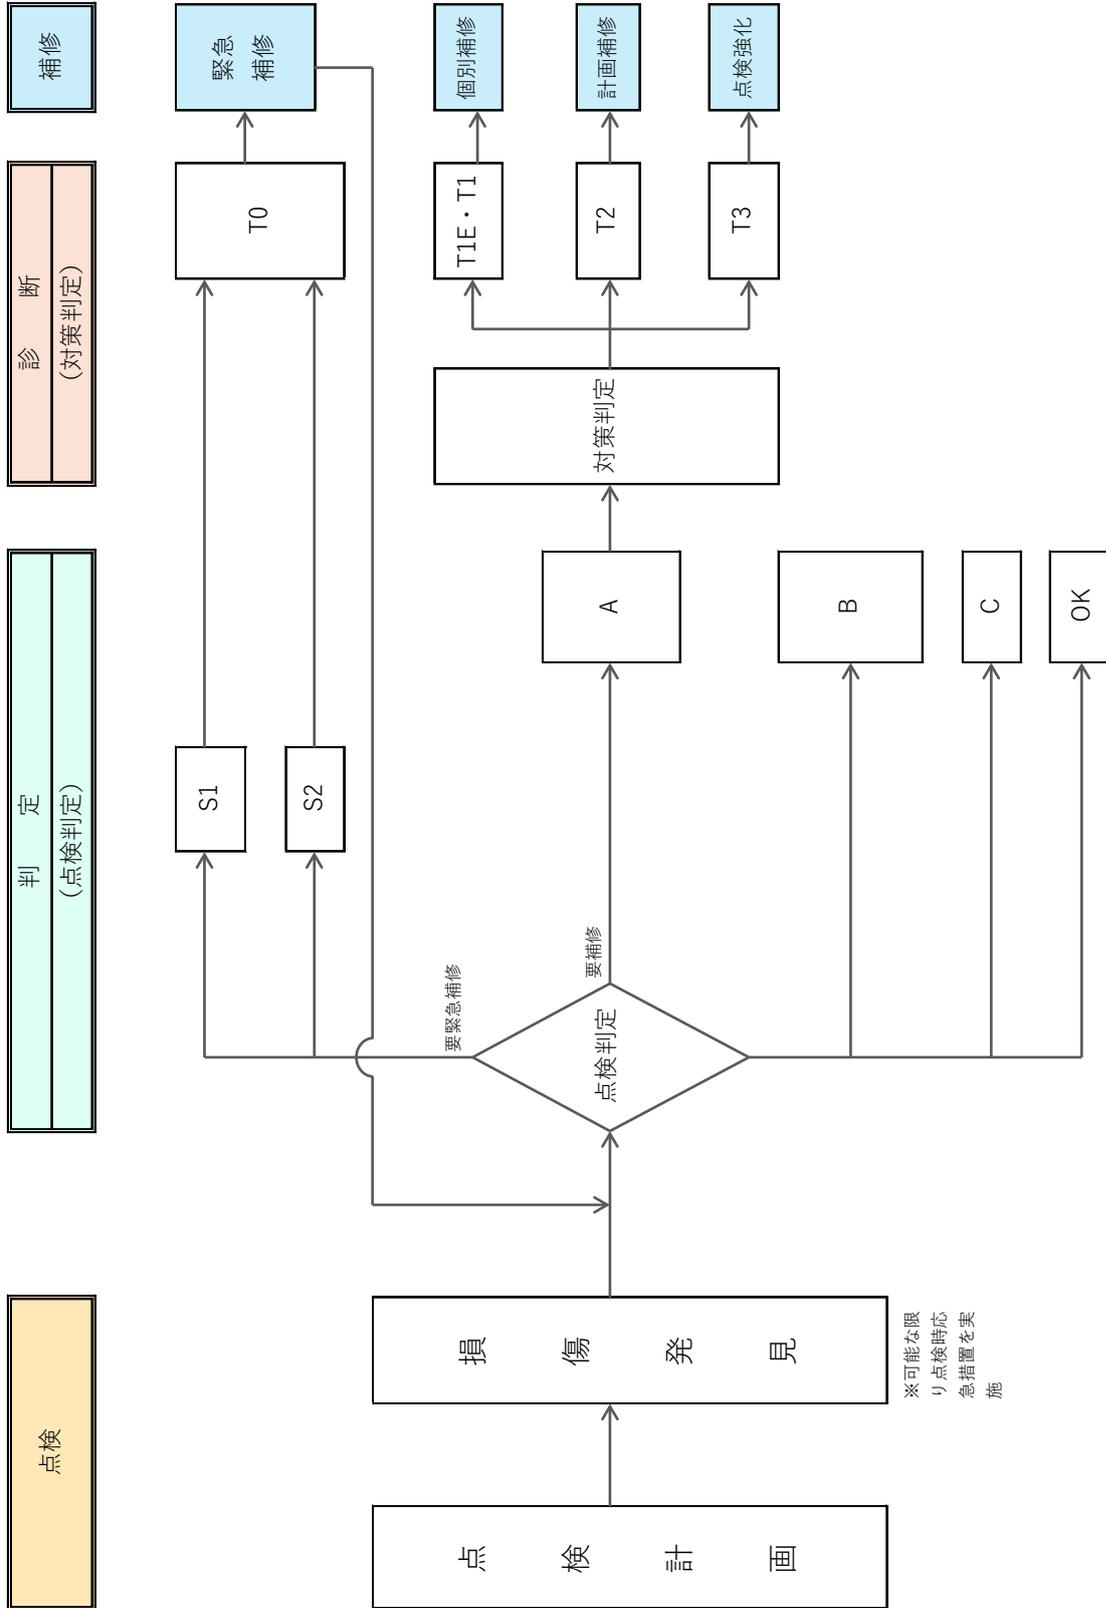 点検
判　定
（点検判定）
診　断
（対策判定）
補修
点検計画
損傷発見
※可能な限
り点検時応
急措置を実
施
点検判定
要緊急補修
要補修
S1
S2
A
B
C
OK
対策判定
T0
T1E・T1
T2
T3
緊急
補修
個別補修
計画補修
点検強化